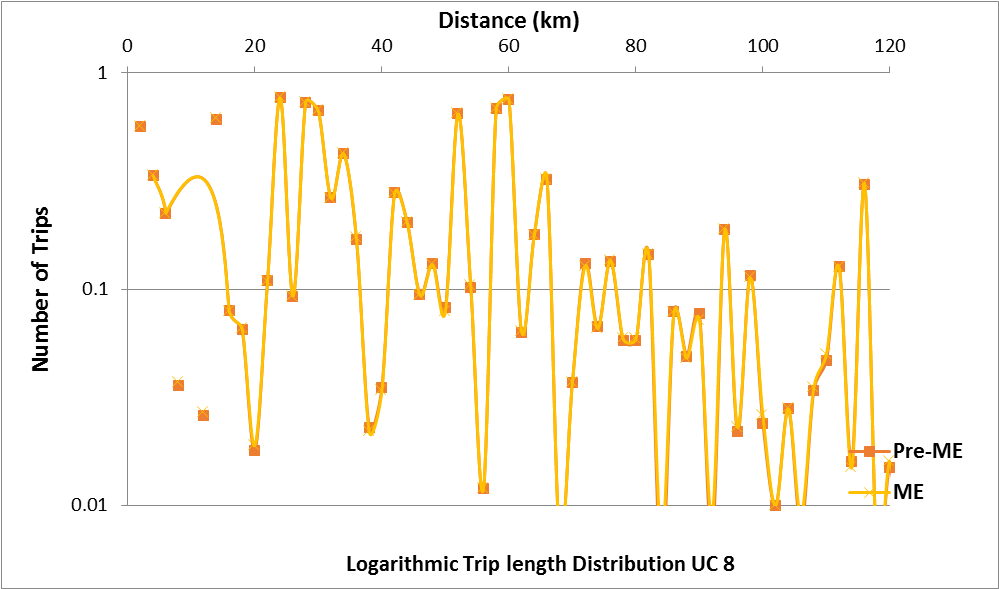 Distance (km)
0 20 40 60 80 100 120
1
0.1
0.01
Number of Trips
Pre-ME
ME
Logarithmic Trip length Distribution UC 8